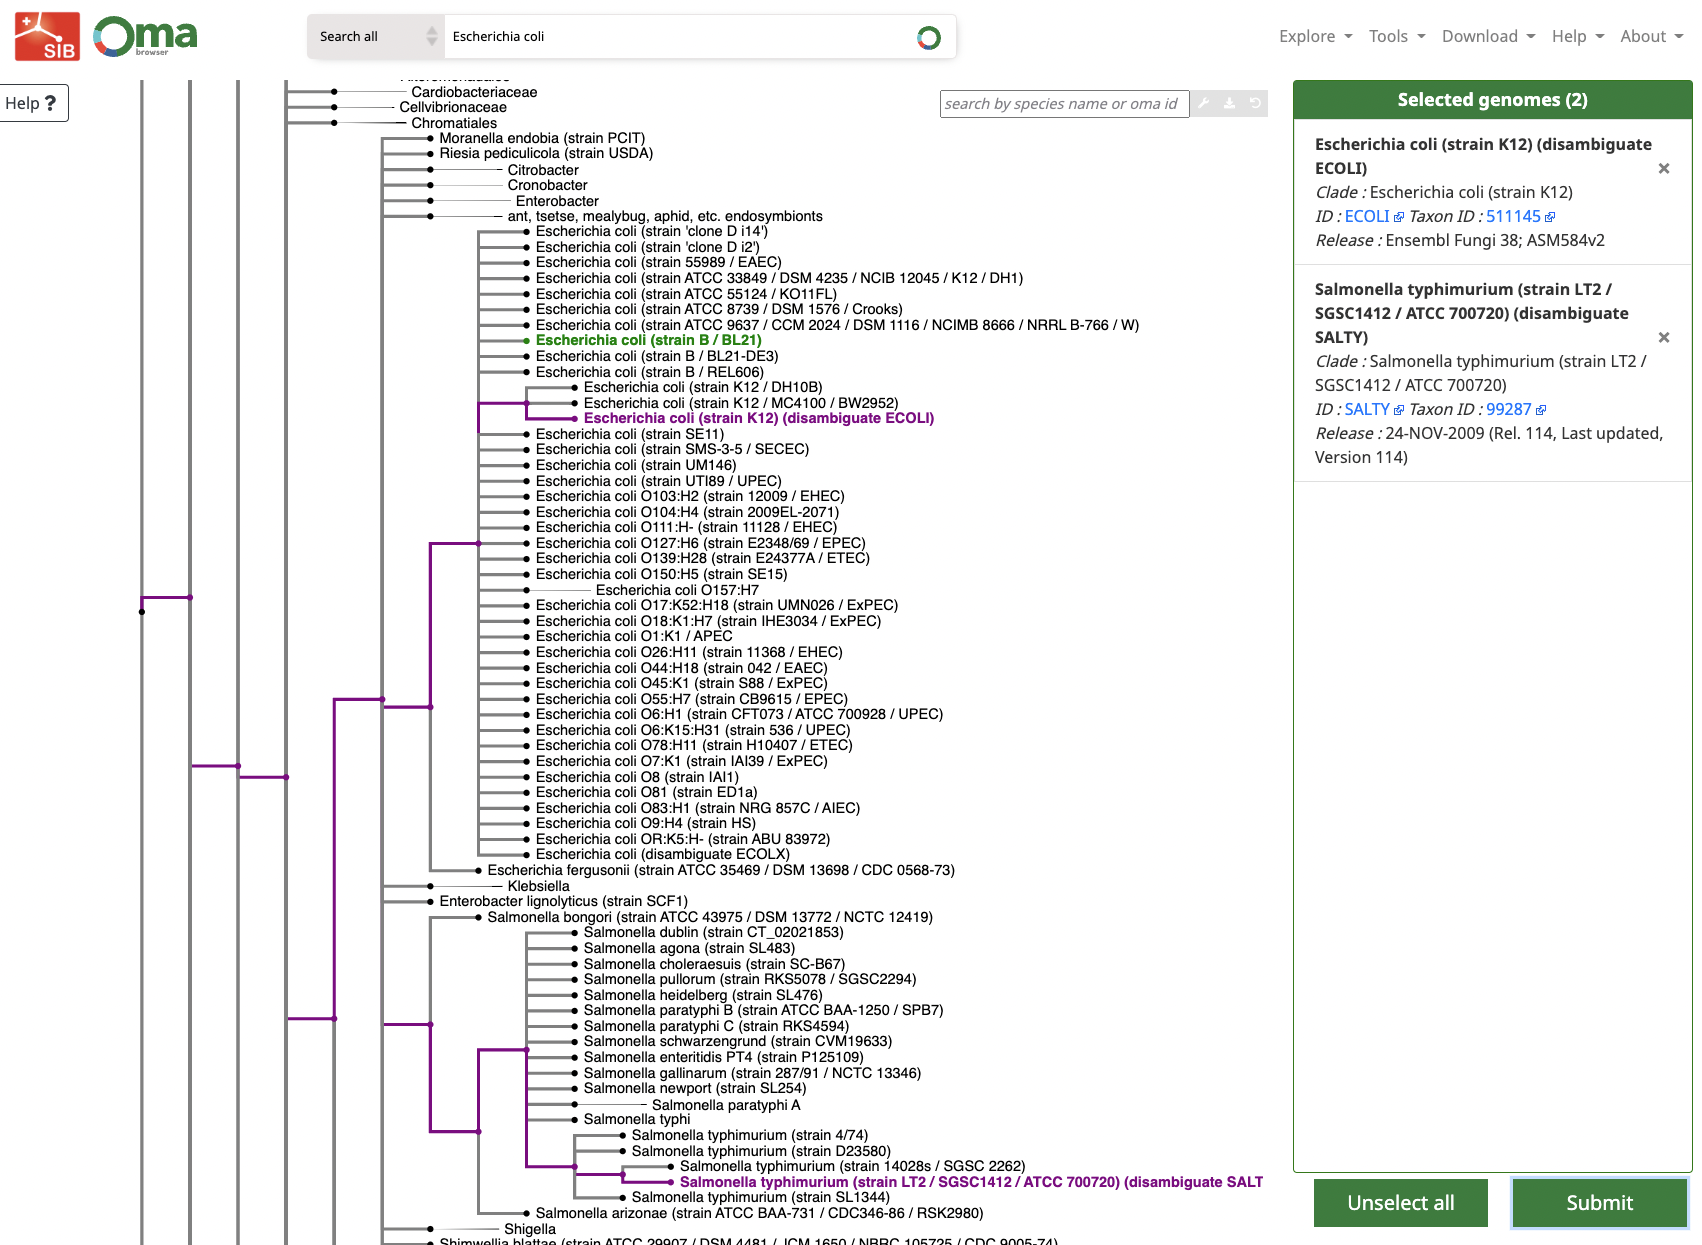 SIB
Oma
browser
Search all
Escherichia coli
Explore
Tools
Download
Help
About
Help ?
search by species name or oma id
Cardiobacteriaceae
Cellvibrionaceae
Chromatiales
Moranella endobia (strain PCIT)
Riesia pediculicola (strain USDA)
Citrobacter
Cronobacter
Enterobacter
ant, tsetse, mealybug, aphid, etc. endosymbionts
Escherichia coli (strain 'clone D i14')
Escherichia coli (strain 'clone D i2')
Escherichia coli (strain 55989 / EAEC)
Escherichia coli (strain ATCC 33849 / DSM 4235 / NCIB 12045 / K12 / DH1)
Escherichia coli (strain ATCC 55124 / KO11FL)
Escherichia coli (strain ATCC 8739 / DSM 1576 / Crooks)
Escherichia coli (strain ATCC 9637 / CCM 2024 / DSM 1116 / NCIMB 8666 / NRRL B-766 / W)
Escherichia coli (strain B / BL21)
Escherichia coli (strain B / BL21-DE3)
Escherichia coli (strain B / REL606)
Escherichia coli (strain K12 / DH10B)
Escherichia coli (strain K12 / MC4100 / BW2952)
Escherichia coli (strain K12) (disambiguate ECOLI)
Escherichia coli (strain SE11)
Escherichia coli (strain SMS-3-5 / SECEC)
Escherichia coli (strain UM146)
Escherichia coli (strain UTI89 / UPEC)
Escherichia coli O103:H2 (strain 12009 / EHEC)
Escherichia coli O104:H4 (strain 2009EL-2071)
Escherichia coli O111:H- (strain 11128 / EHEC)
Escherichia coli O127:H6 (strain E2348/69 / EPEC)
Escherichia coli O139:H28 (strain E24377A / ETEC)
Escherichia coli O150:H5 (strain SE15)
Escherichia coli O157:H7
Escherichia coli O17:K52:H18 (strain UMN026 / ExPEC)
Escherichia coli O18:K1:H7 (strain IHE3034 / ExPEC)
Escherichia coli O1:K1 / APEC
Escherichia coli O26:H11 (strain 11368 / EHEC)
Escherichia coli O44:H18 (strain 042 / EAEC)
Escherichia coli O45:K1 (strain S88 / ExPEC)
Escherichia coli O55:H7 (strain CB9615 / EPEC)
Escherichia coli O6:H1 (strain CFT073 / ATCC 700928 / UPEC)
Escherichia coli O6:K15:H31 (strain 536 / UPEC)
Escherichia coli O78:H11 (strain H10407 / ETEC)
Escherichia coli O7:K1 (strain IAI39 / ExPEC)
Escherichia coli O8 (strain IAI1)
Escherichia coli O81 (strain ED1a)
Escherichia coli O83:H1 (strain NRG 857C / AIEC)
Escherichia coli O9:H4 (strain HS)
Escherichia coli OR:K5:H- (strain ABU 83972)
Escherichia coli (disambiguate ECOLX)
Escherichia fergusonii (strain ATCC 35469 / DSM 13698 / CDC 0568-73)
Klebsiella
Enterobacter lignolyticus (strain SCF1)
Salmonella bongori (strain ATCC 43975 / DSM 13772 / NCTC 12419)
Salmonella dublin (strain CT_02021853)
Salmonella agona (strain SL483)
Salmonella choleraesuis (strain SC-B67)
Salmonella pullorum (strain RKS5078 / SGSC2294)
Salmonella heidelberg (strain SL476)
Salmonella paratyphi B (strain ATCC BAA-1250 / SPB7)
Salmonella paratyphi C (strain RKS4594)
Salmonella schwarzengrund (strain CVM19633)
Salmonella enteritidis PT4 (strain P125109)
Salmonella gallinarum (strain 287/91 / NCTC 13346)
Salmonella newport (strain SL254)
Salmonella paratyphi A
Salmonella typhi
Salmonella typhimurium (strain 4/74)
Salmonella typhimurium (strain D23580)
Salmonella typhimurium (strain 14028s / SGSC 2262)
Salmonella typhimurium (strain LT2 / SGSC1412 / ATCC 700720) (disambiguate SALT
Salmonella typhimurium (strain SL1344)
Salmonella arizonae (strain ATCC BAA-731 / CDC346-86 / RSK2980)
Shigella
Shimwellia blattae (strain ATCC 29907 / DSM 4481 / JCM 1650 / NBRC 105725 / CDC 9005-74)
Selected genomes (2)
Escherichia coli (strain K12) (disambiguate
ECOLI)
Clade : Escherichia coli (strain K12)
ID : ECOLI Taxon ID : 511145
Release : Ensembl Fungi 38; ASM584v2
Salmonella typhimurium (strain LT2 /
SGSC1412 / ATCC 700720) (disambiguate
SALTY)
Clade : Salmonella typhimurium (strain LT2 /
SGSC1412 / ATCC 700720)
ID : SALTY Taxon ID : 99287
Release : 24-NOV-2009 (Rel. 114, Last updated,
Version 114)
Unselect all
Submit